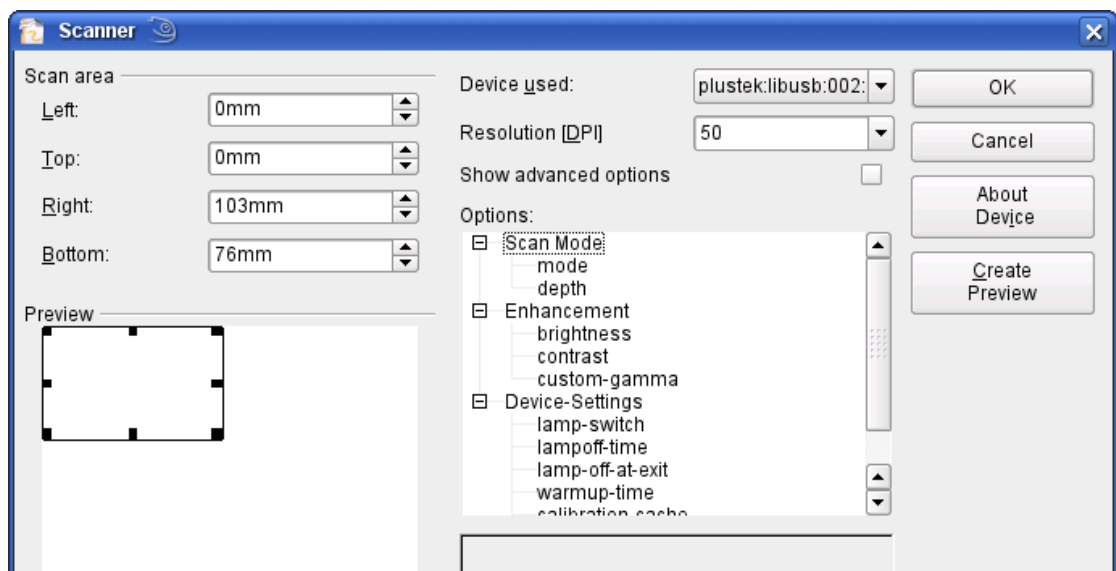 Scanner
Scan area
Left:
0mm
Top:
0mm
Right:
103mm
Bottom:
76mm
Preview
Device used:
plustek:libusb:002:
Resolution [DPI]
50
Show advanced options
Options:
Scan Mode
mode
depth
Enhancement
brightness
contrast
custom-gamma
Device-Settings
lamp-switch
lampoff-time
lamp-off-at-exit
warmup-time
calibration-cache
OK
Cancel
About
Device
Create
Preview